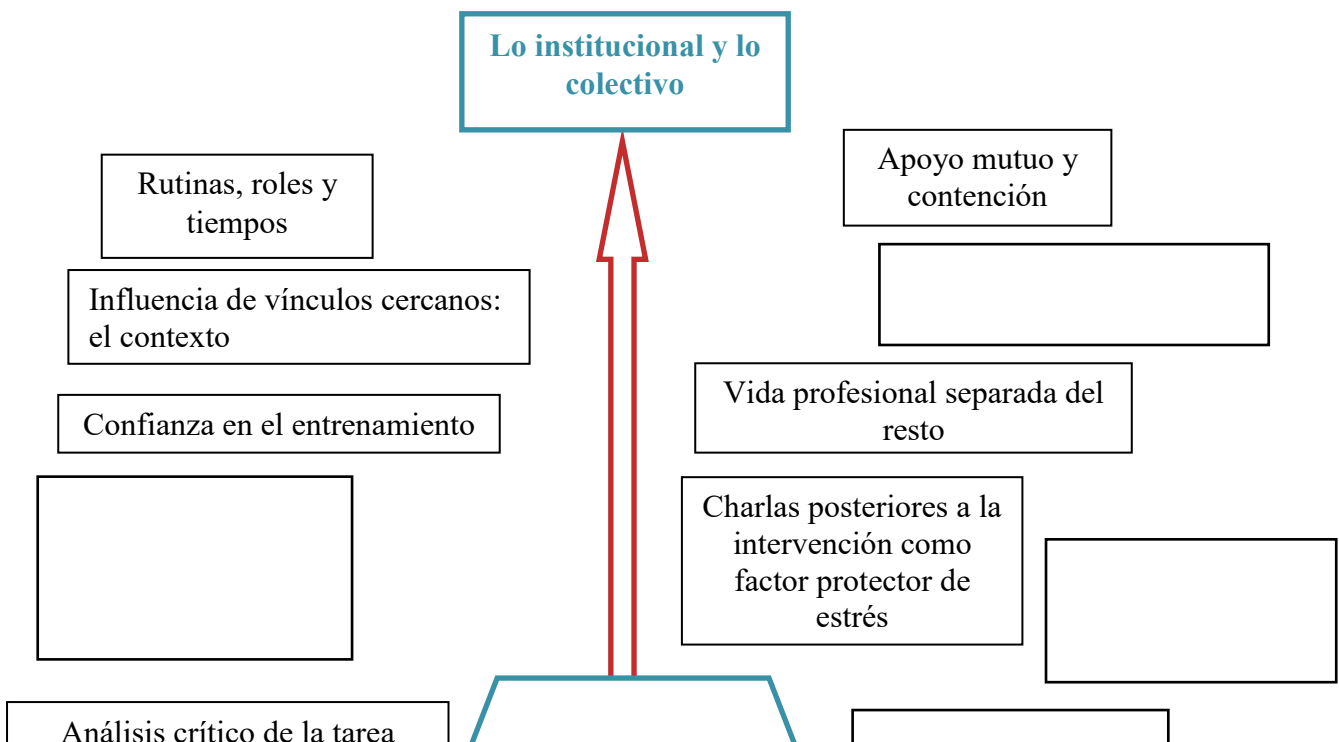 Lo institucional y lo
colectivo
Rutinas, roles y
tiempos
Apoyo mutuo y
contención
Influencia de vínculos cercanos:
el contexto
Vida profesional separada del
resto
Confianza en el entrenamiento
Charlas posteriores a la
intervención como
factor protector de
estrés
Análisis crítico de la tarea